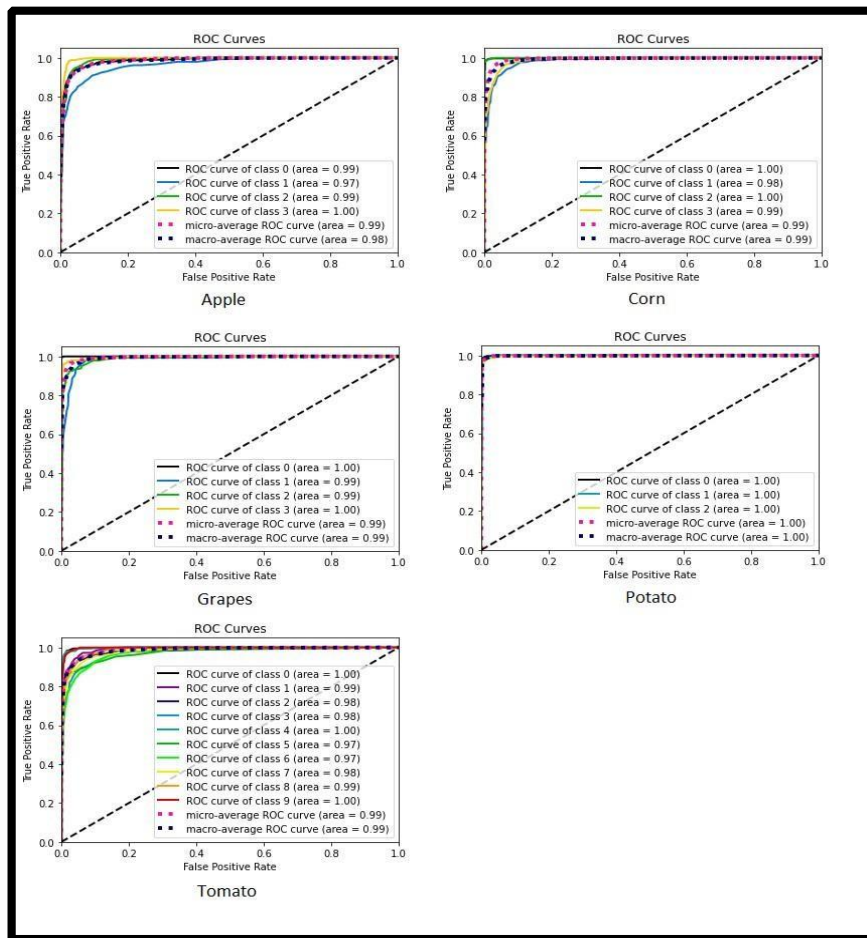 ROC Curves
1.0
0.8
0.6
0.4
0.2
0.0
True Positive Rate
ROC curve of class 0 (area = 0.99)
ROC curve of class 1 (area = 0.97)
ROC curve of class 2 (area = 0.99)
ROC curve of class 3 (area = 1.00)
micro-average ROC curve (area = 0.99)
macro-average ROC curve (area = 0.98)
0.0 0.2 0.4 0.6 0.8 1.0
False Positive Rate
Apple
ROC Curves
1.0
0.8
0.6
0.4
0.2
0.0
True Positive Rate
ROC curve of class 0 (area = 1.00)
ROC curve of class 1 (area = 0.98)
ROC curve of class 2 (area = 1.00)
ROC curve of class 3 (area = 0.99)
micro-average ROC curve (area = 0.99)
macro-average ROC curve (area = 0.99)
0.0 0.2 0.4 0.6 0.8 1.0
False Positive Rate
Corn
ROC Curves
1.0
0.8
0.6
0.4
0.2
0.0
True Positive Rate
ROC curve of class 0 (area = 1.00)
ROC curve of class 1 (area = 0.99)
ROC curve of class 2 (area = 0.99)
ROC curve of class 3 (area = 1.00)
micro-average ROC curve (area = 0.99)
macro-average ROC curve (area = 0.99)
0.0 0.2 0.4 0.6 0.8 1.0
False Positive Rate
Grapes
ROC Curves
1.0
0.8
0.6
0.4
0.2
0.0
True Positive Rate
ROC curve of class 0 (area = 1.00)
ROC curve of class 1 (area = 1.00)
ROC curve of class 2 (area = 1.00)
micro-average ROC curve (area = 1.00)
macro-average ROC curve (area = 1.00)
0.0 0.2 0.4 0.6 0.8 1.0
False Positive Rate
Potato
ROC Curves
1.0
0.8
0.6
0.4
0.2
0.0
True Positive Rate
ROC curve of class 0 (area = 1.00)
ROC curve of class 1 (area = 0.99)
ROC curve of class 2 (area = 0.98)
ROC curve of class 3 (area = 0.98)
ROC curve of class 4 (area = 1.00)
ROC curve of class 5 (area = 0.97)
ROC curve of class 6 (area = 0.97)
ROC curve of class 7 (area = 0.98)
ROC curve of class 8 (area = 0.99)
ROC curve of class 9 (area = 1.00)
micro-average ROC curve (area = 0.99)
macro-average ROC curve (area = 0.99)
0.0 0.2 0.4 0.6 0.8 1.0
False Positive Rate
Tomato